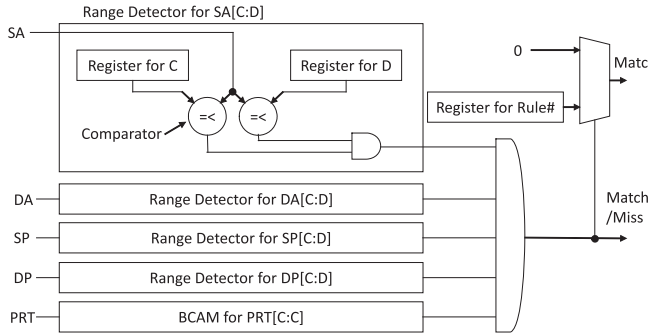 Range Detector for SA[C:D]
SA
Register for C
Register for D
=<
=<
Comparator
0
Matc
Register for Rule#
DA
Range Detector for DA[C:D]
SP
Range Detector for SP[C:D]
DP
Range Detector for DP[C:D]
PRT
BCAM for PRT[C:C]
Match
/Miss